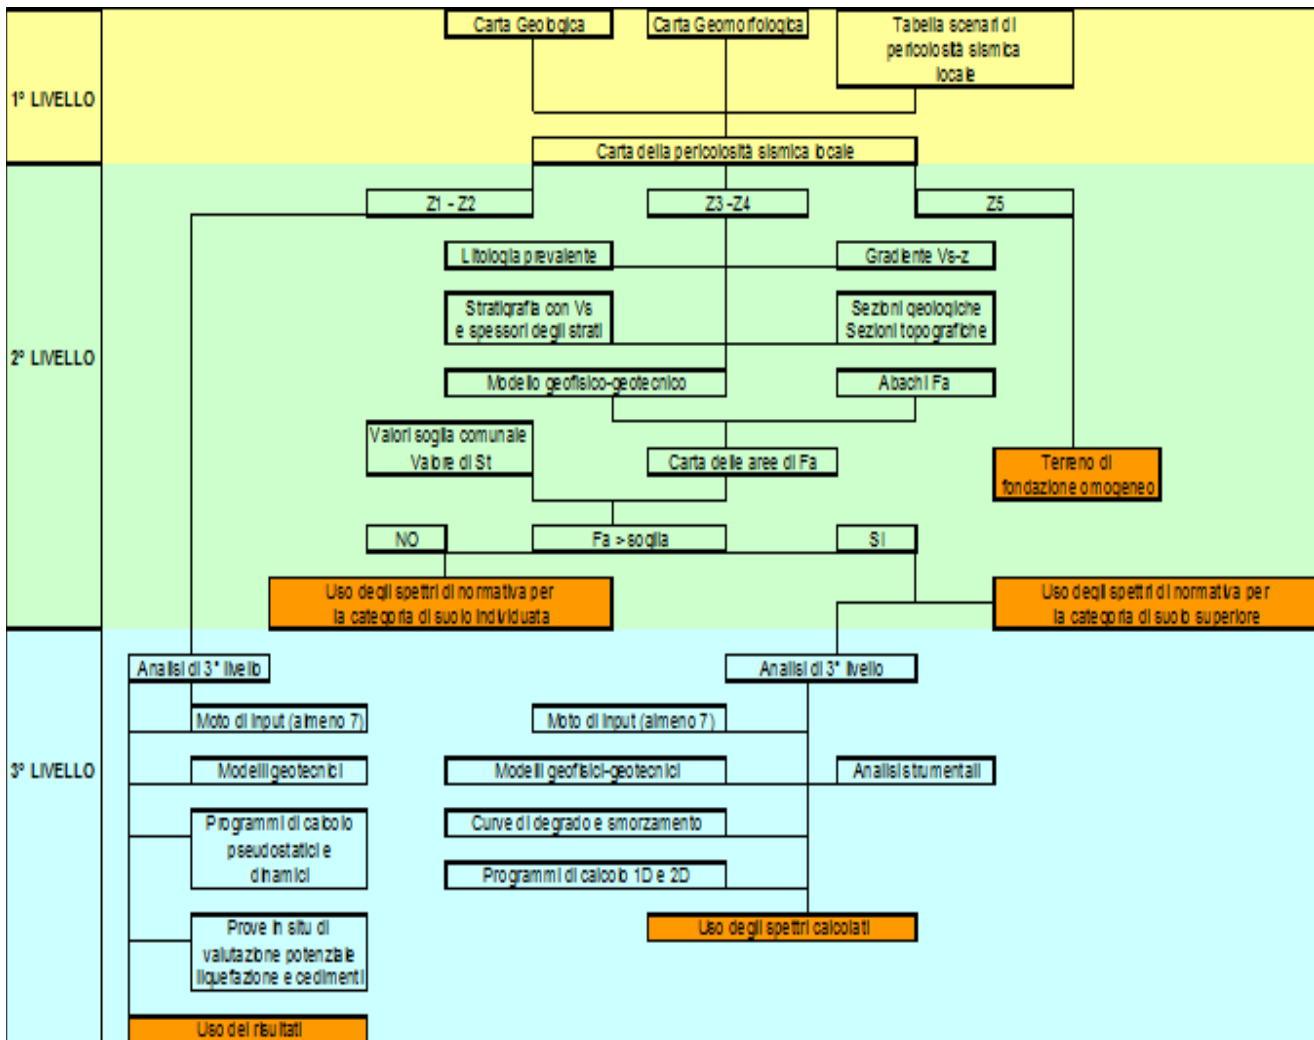 Carta Geologica
Carta Geomorfologica
Tabella scenari di
pericolosità sismica
locale
1° LIVELLO
Carta della pericolosità sismica locale
Z1 - Z2
Z3 -Z4
Z5
Litologia prevalente
Gradiente Vs-z
Stratigrafia con Vs
e spessori degli strati
Sezioni geologiche
Sezioni topografiche
2° LIVELLO
Modello geofisico-geotecnico
Abachi Fa
Valori soglia comunale
Valore di St
Carta delle aree di Fa
Terreno di
fondazione omogeneo
NO
Fa > soglia
SI
Uso degli spettri di normativa per
la categoria di suolo individuata
Uso degli spettri di normativa per
la categoria di suolo superiore
Analisi di 3° livello
Analisi di 3° livello
Moto di input (almeno 7)
Moto di input (almeno 7)
3° LIVELLO
Modelli geotecnici
Modelli geofisici-geotecnici
Analisi strumentali
Programmi di calcolo
pseudostatici e
dinamici
Curve di degrado e smorzamento
Programmi di calcolo 1D e 2D
Prove in situ di
valutazione potenziale
liquefazione e cedimenti
Uso degli spettri calcolati
Uso dei risultati